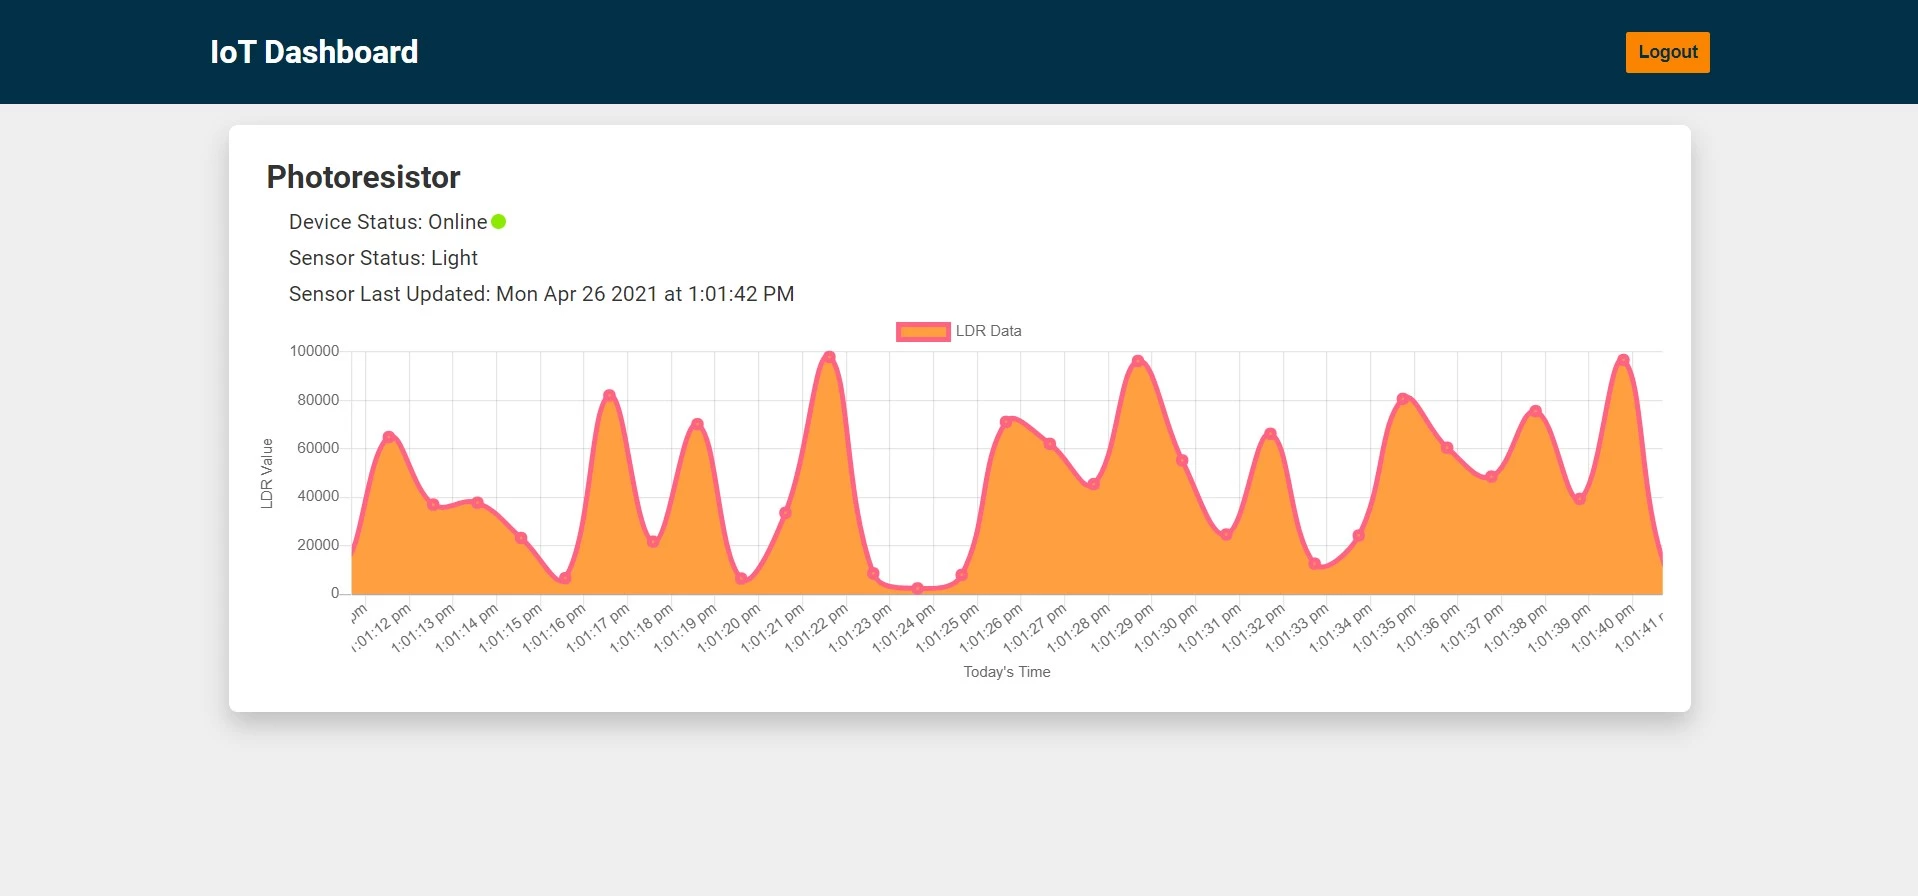 IoT Dashboard
Logout
Photoresistor
Device Status: Online
Sensor Status: Light
Sensor Last Updated: Mon Apr 26 2021 at 1:01:42 PM
LDR Data
LDR Value
100000
80000
60000
40000
20000
0
pm
1:01:12 pm
1:01:13 pm
1:01:14 pm
1:01:15 pm
1:01:16 pm
1:01:17 pm
1:01:18 pm
1:01:19 pm
1:01:20 pm
1:01:21 pm
1:01:22 pm
1:01:23 pm
1:01:24 pm
1:01:25 pm
1:01:26 pm
1:01:27 pm
1:01:28 pm
1:01:29 pm
1:01:30 pm
1:01:31 pm
1:01:32 pm
1:01:33 pm
1:01:34 pm
1:01:35 pm
1:01:36 pm
1:01:37 pm
1:01:38 pm
1:01:39 pm
1:01:40 pm
1:01:41
Today's Time